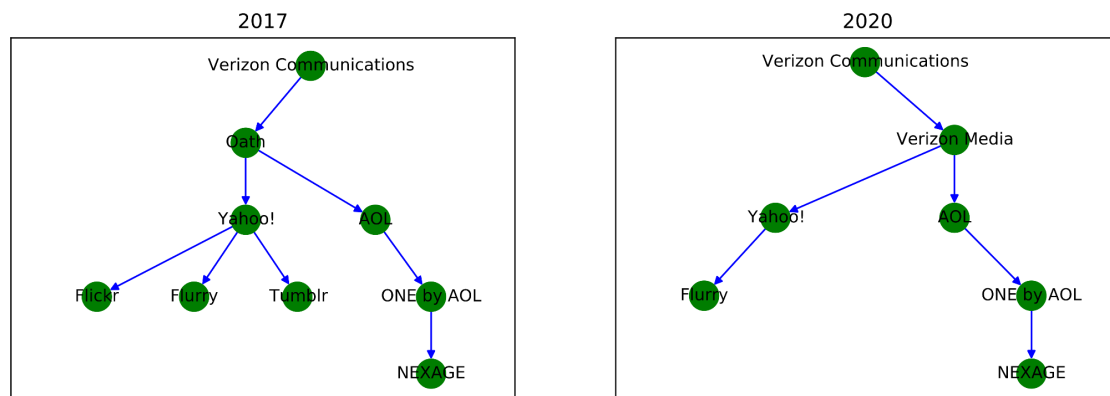 2017
Verizon Communications
Oath
Yahoo!
AOL
Flickr
Flurry
Tumblr
ONE by AOL
NEXAGE
2020
Verizon Communications
Verizon Media
Yahoo!
AOL
Flurry
ONE by AOL
NEXAGE